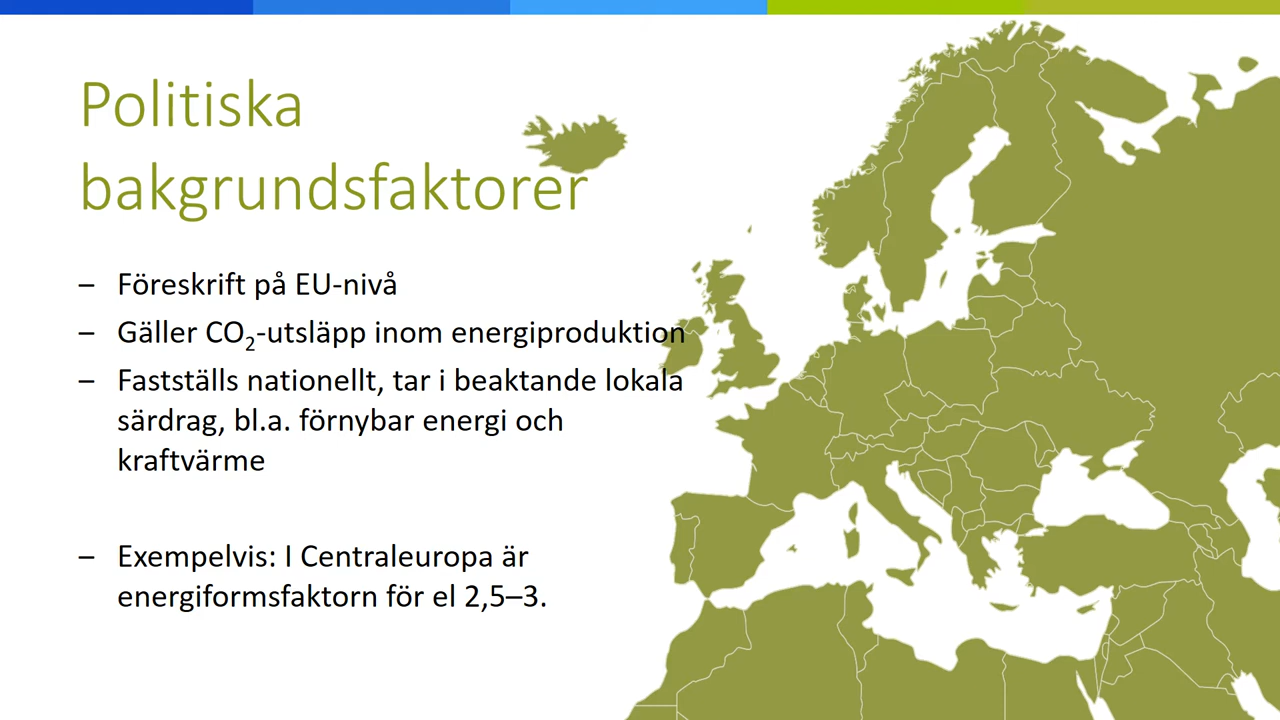 Politiska
bakgrundsfaktorer
– Föreskrift på EU-nivå
– Gäller CO₂-utsläpp inom energiproduktion
– Fastställs nationellt, tar i beaktande lokala
särdrag, bl.a. förnybar energi och
kraftvärme
– Exempelvis: I Centraleuropa är
energiformsfaktorn för el 2,5–3.